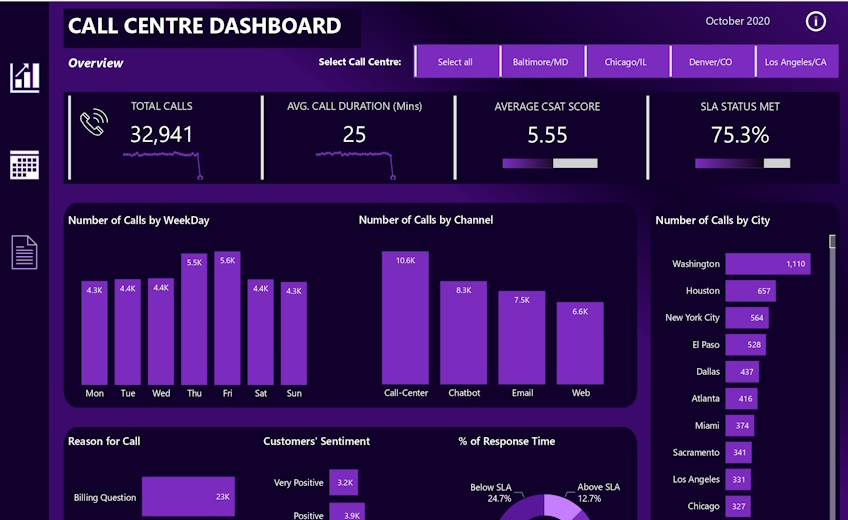 CALL CENTRE DASHBOARD
October 2020
Overview
Select Call Centre:
Select all
Baltimore/MD
Chicago/IL
Denver/CO
Los Angeles/CA
TOTAL CALLS
32,941
AVG. CALL DURATION (Mins)
25
AVERAGE CSAT SCORE
5.55
SLA STATUS MET
75.3%
Number of Calls by WeekDay
4.3K
4.4K
4.4K
5.5K
5.6K
4.4K
4.3K
Mon
Tue
Wed
Thu
Fri
Sat
Sun
Number of Calls by Channel
10.6K
8.3K
7.5K
6.6K
Call-Center
Chatbot
Email
Web
Number of Calls by City
Washington 1,110
Houston 657
New York City 564
El Paso 528
Dallas 437
Atlanta 416
Miami 374
Sacramento 341
Los Angeles 331
Chicago 327
Reason for Call
Billing Question 23K
Customers' Sentiment
Very Positive 3.2K
Positive 3.9K
% of Response Time
Below SLA
24.7%
Above SLA
12.7%